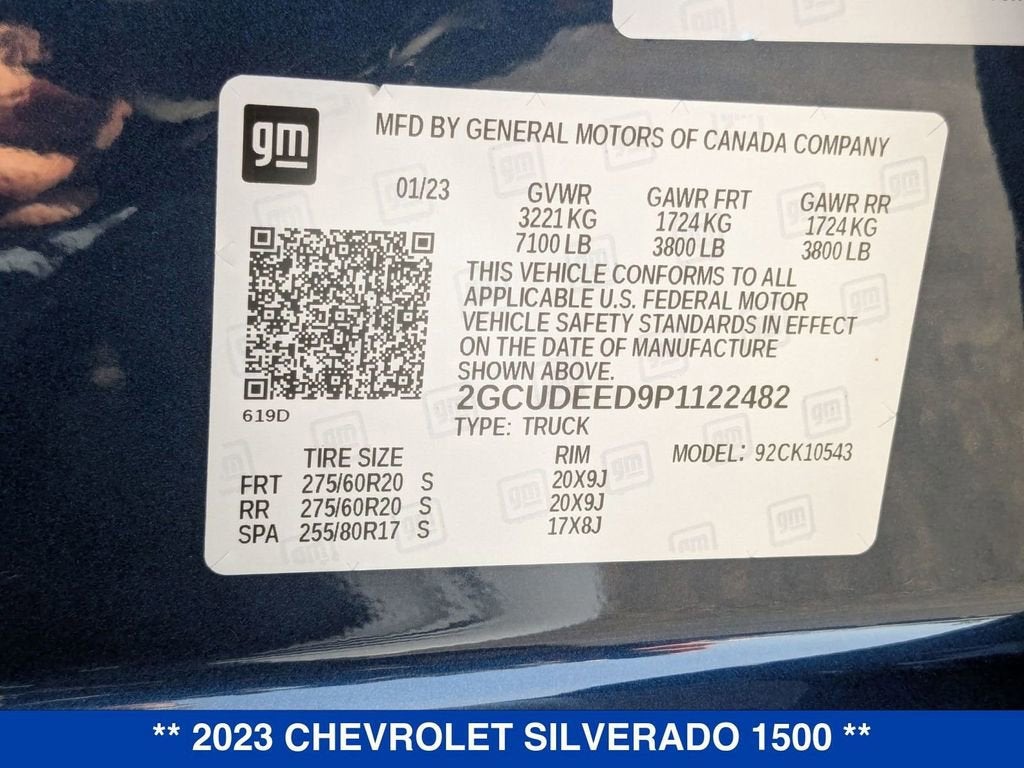 gm
MFD BY GENERAL MOTORS OF CANADA COMPANY
01/23 GVWR GAWR FRT GAWR RR
3221 KG 1724 KG 1724 KG
7100 LB 3800 LB 3800 LB
THIS VEHICLE CONFORMS TO ALL
APPLICABLE U.S. FEDERAL MOTOR
VEHICLE SAFETY STANDARDS IN EFFECT
ON THE DATE OF MANUFACTURE
SHOWN ABOVE.
2GCUDEED9P1122482
619D
TYPE: TRUCK
TIRE SIZE RIM MODEL: 92CK10543
FRT 275/60R20 S 20X9J
RR 275/60R20 S 20X9J
SPA 255/80R17 S 17X8J
** 2023 CHEVROLET SILVERADO 1500 **